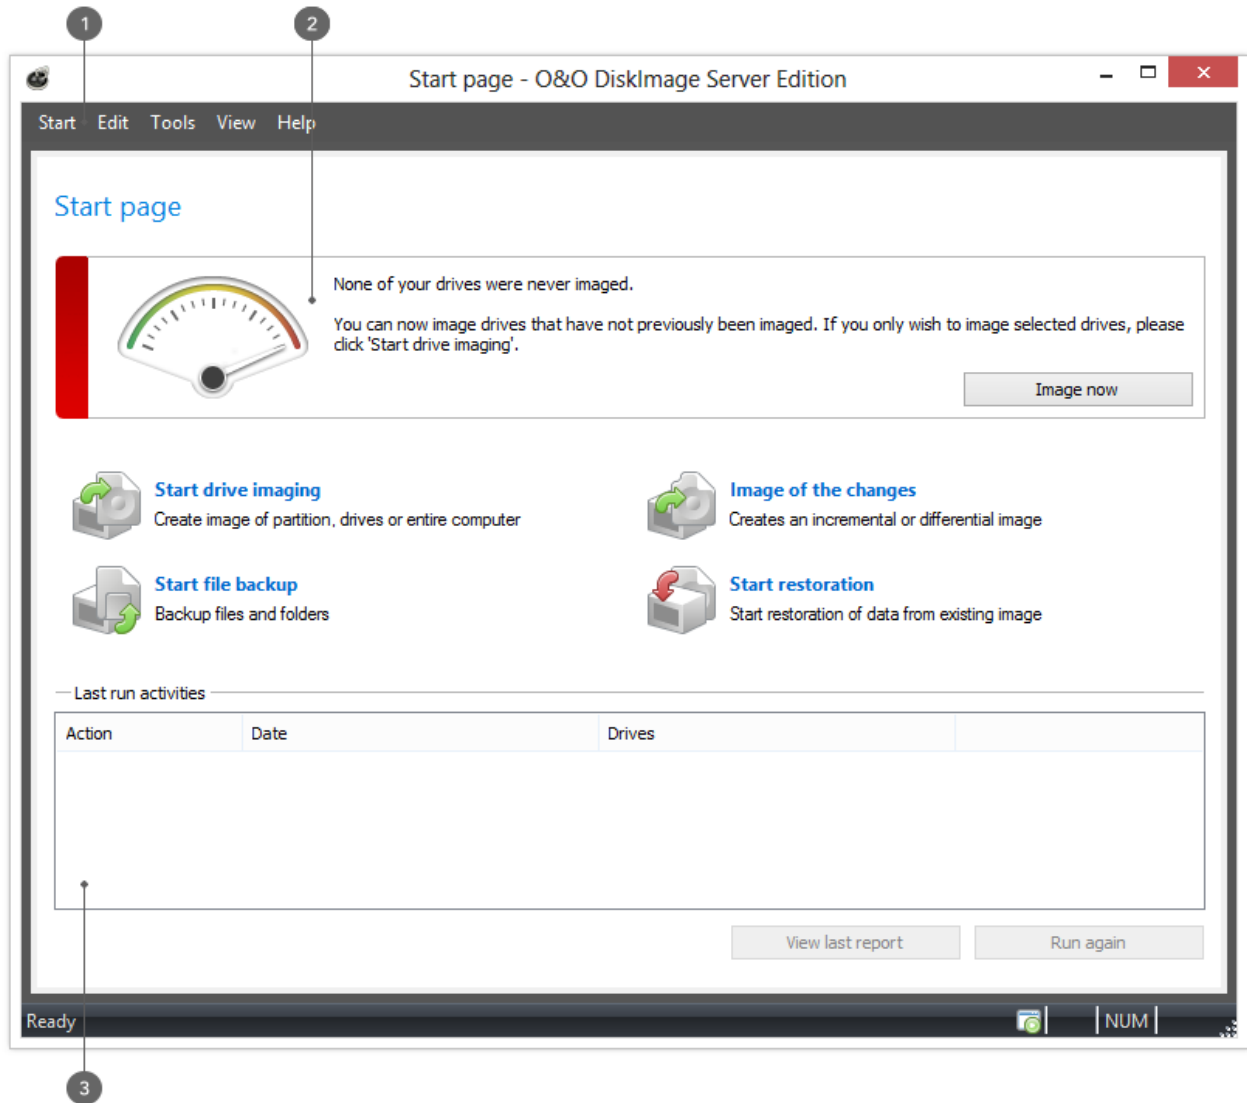 1 2
Start page - O&O DiskImage Server Edition
Start Edit Tools View Help
Start page
None of your drives were never imaged.
You can now image drives that have not previously been imaged. If you only wish to image selected drives, please
click 'Start drive imaging'.
Image now
Start drive imaging
Create image of partition, drives or entire computer
Image of the changes
Creates an incremental or differential image
Start file backup
Backup files and folders
Start restoration
Start restoration of data from existing image
Last run activities
Action Date Drives
View last report Run again
Ready NUM
3